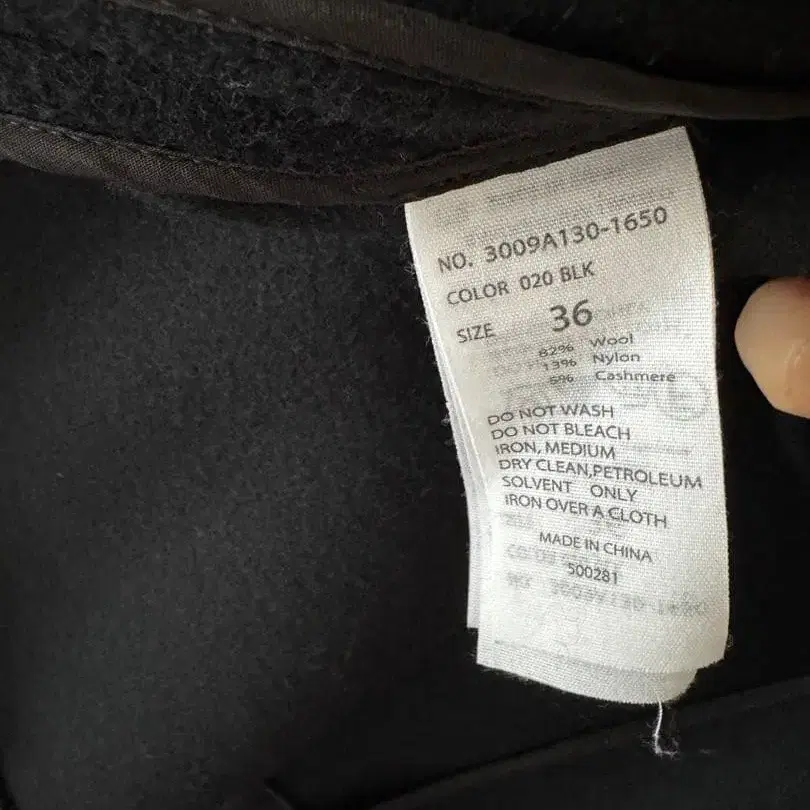 NO. 3009A130-1650
COLOR 020 BLK
SIZE 36
82% Wool
13% Nylon
5% Cashmere
DO NOT WASH
DO NOT BLEACH
IRON, MEDIUM
DRY CLEAN,PETROLEUM
SOLVENT ONLY
IRON OVER A CLOTH
MADE IN CHINA
500281